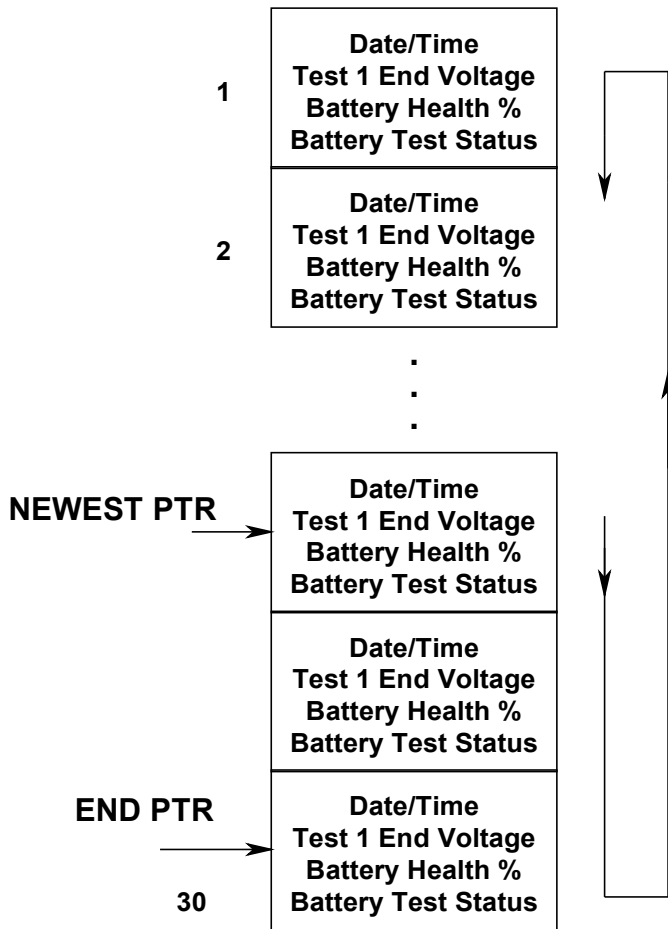 1
Date/Time
Test 1 End Voltage
Battery Health %
Battery Test Status
2
Date/Time
Test 1 End Voltage
Battery Health %
Battery Test Status
.
.
.
NEWEST PTR
Date/Time
Test 1 End Voltage
Battery Health %
Battery Test Status
Date/Time
Test 1 End Voltage
Battery Health %
Battery Test Status
END PTR
30
Date/Time
Test 1 End Voltage
Battery Health %
Battery Test Status